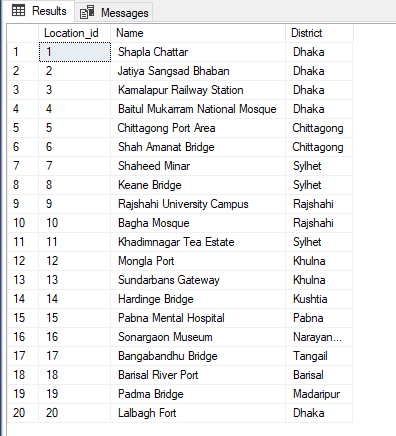 Results Messages
Location_id Name District
1 1 Shapla Chattar Dhaka
2 2 Jatiya Sangsad Bhaban Dhaka
3 3 Kamalapur Railway Station Dhaka
4 4 Baitul Mukarram National Mosque Dhaka
5 5 Chittagong Port Area Chittagong
6 6 Shah Amanat Bridge Chittagong
7 7 Shaheed Minar Sylhet
8 8 Keane Bridge Sylhet
9 9 Rajshahi University Campus Rajshahi
10 10 Bagha Mosque Rajshahi
11 11 Khadimnagar Tea Estate Sylhet
12 12 Mongla Port Khulna
13 13 Sundarbans Gateway Khulna
14 14 Hardinge Bridge Kushtia
15 15 Pabna Mental Hospital Pabna
16 16 Sonargaon Museum Narayan...
17 17 Bangabandhu Bridge Tangail
18 18 Barisal River Port Barisal
19 19 Padma Bridge Madaripur
20 20 Lalbagh Fort Dhaka